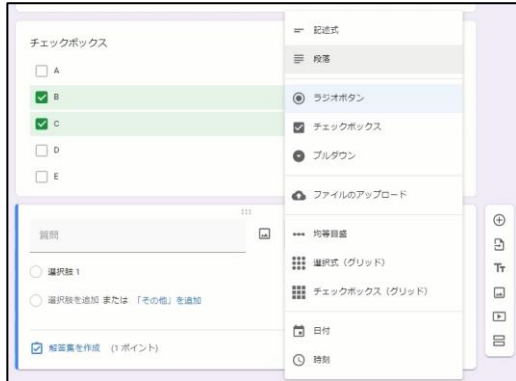 チェックボックス
A
B
C
D
E
質問
選択肢 1
選択肢を追加 または 「その他」を追加
解答集を作成 (1 ポイント)
記述式
段落
ラジオボタン
チェックボックス
プルダウン
ファイルのアップロード
均等目盛
選択式（グリッド）
チェックボックス（グリッド）
日付
時刻
Tт